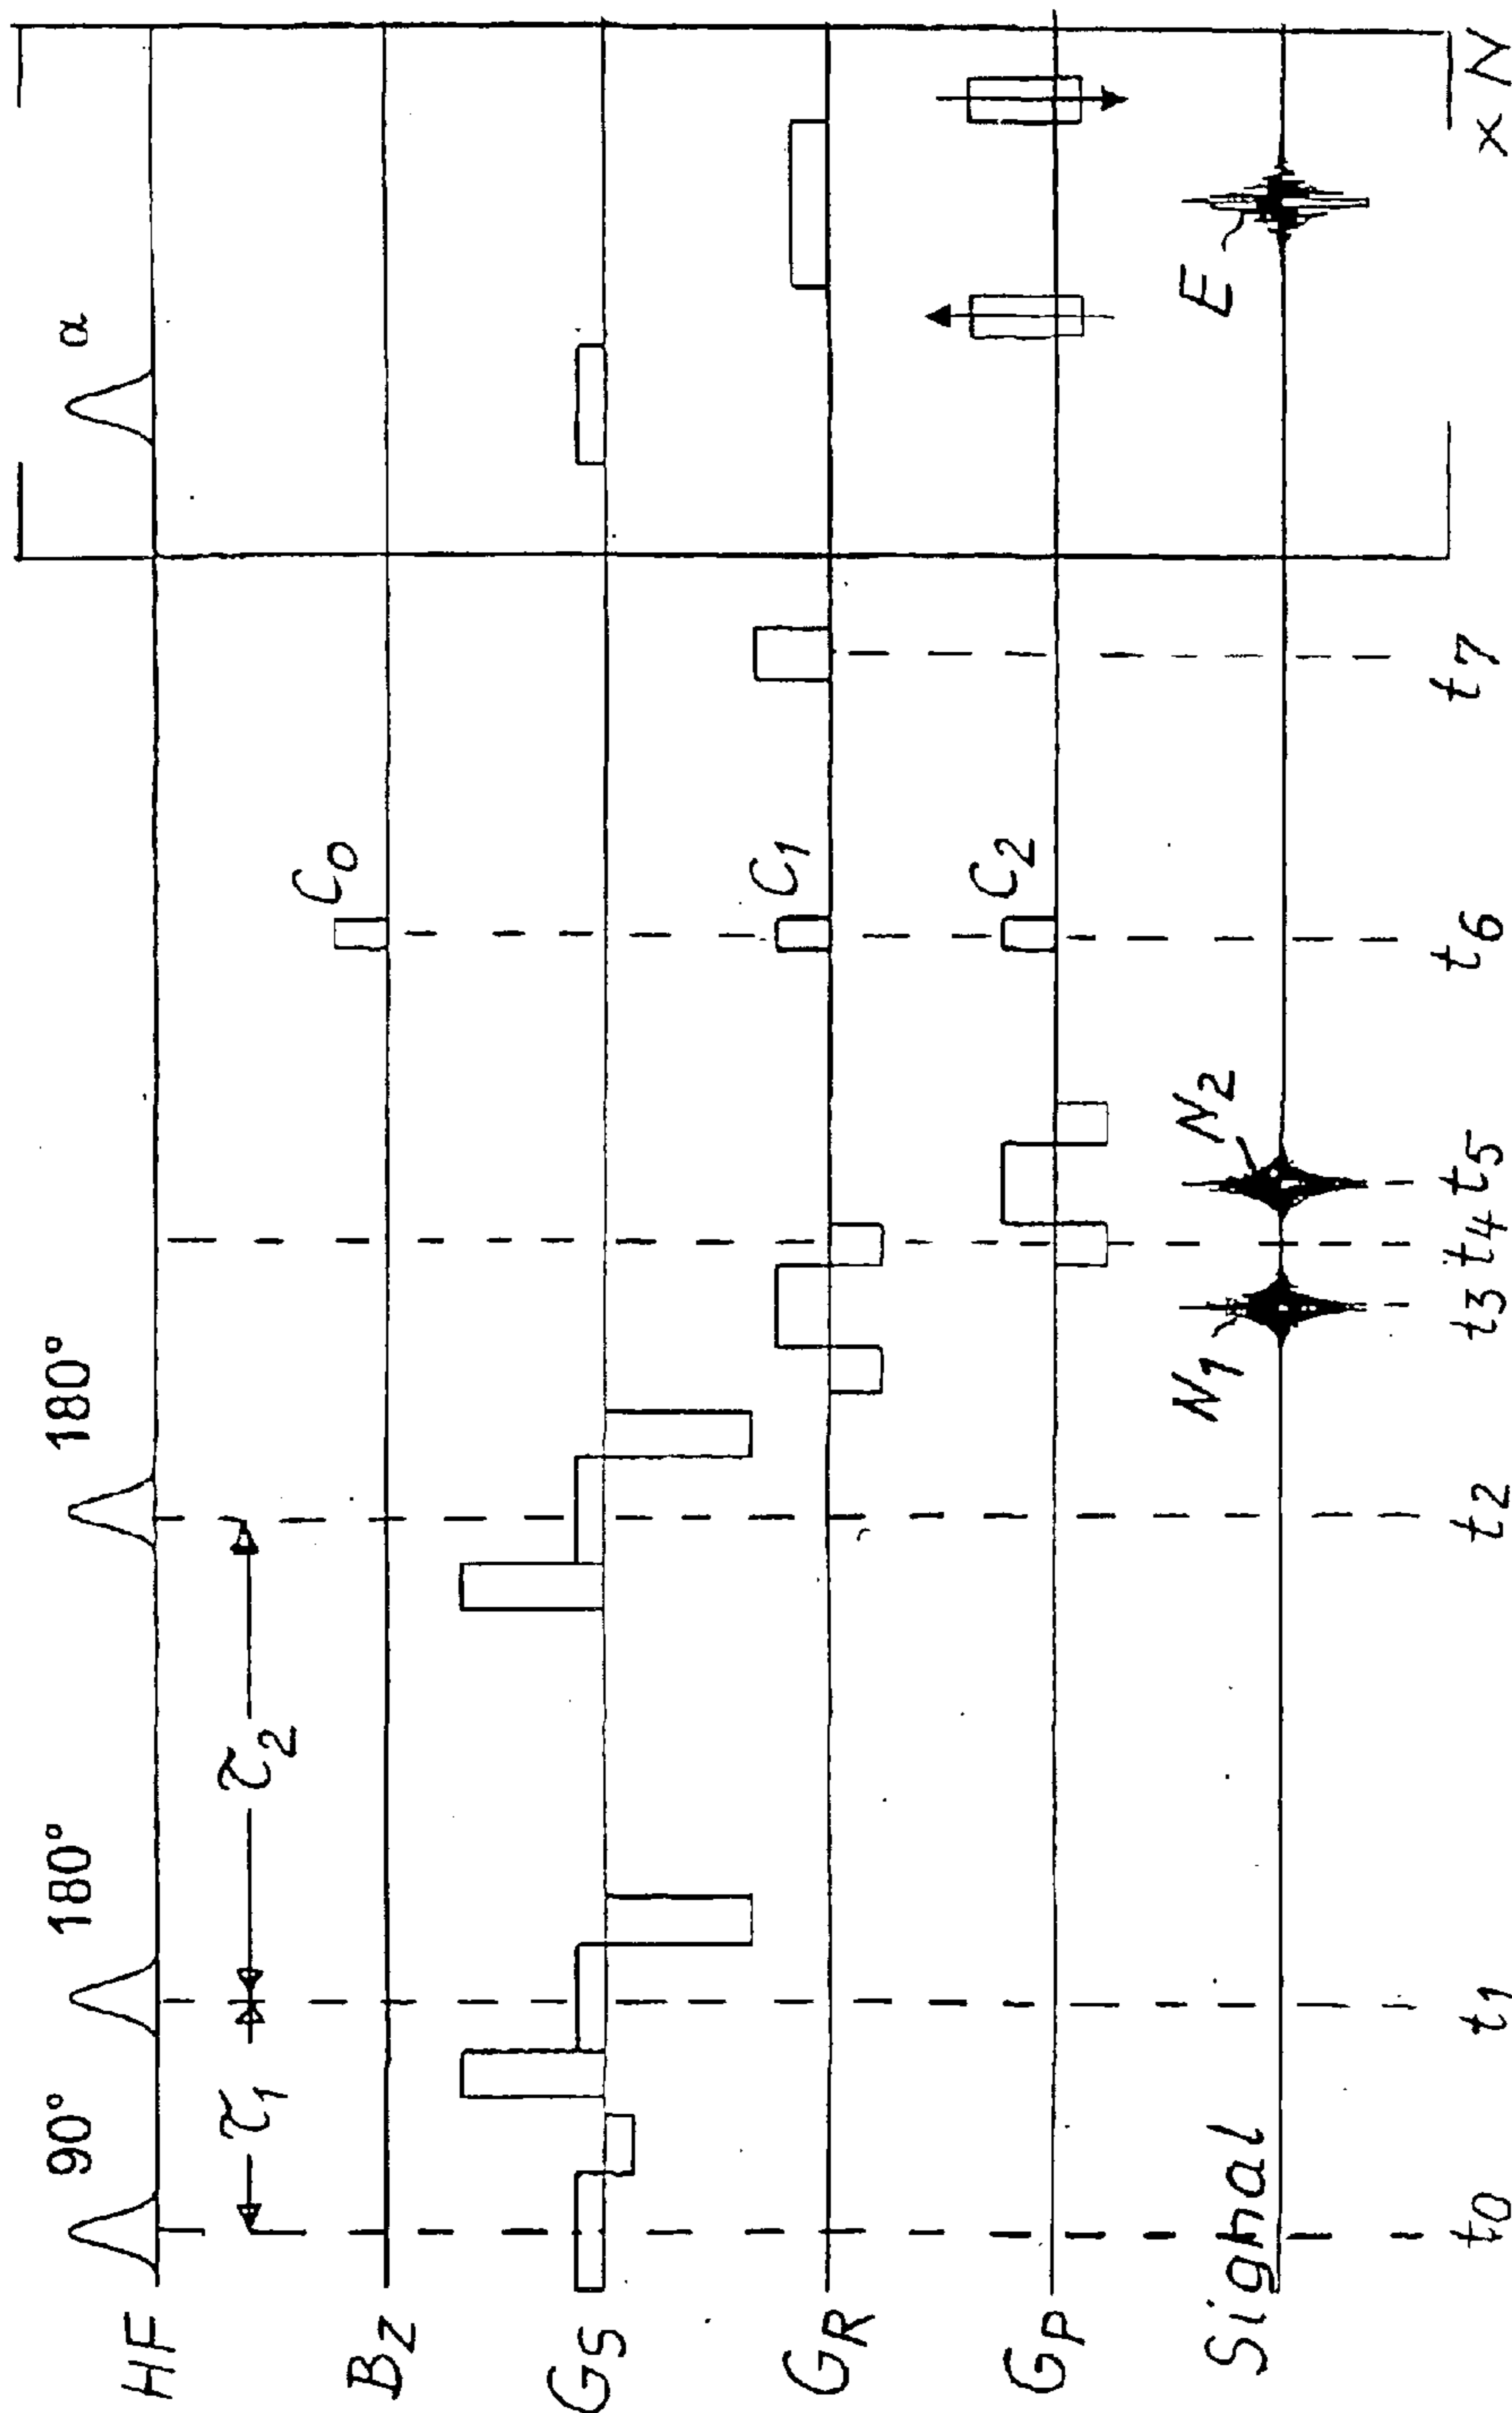 90° 180° 180° α
HF
τ1 τ2
C0
BZ
GS
C1
GR
C2
GP
N1 N2 E
Signal
t0 t1 t2 t3 t4 t5 t6 t7 x N